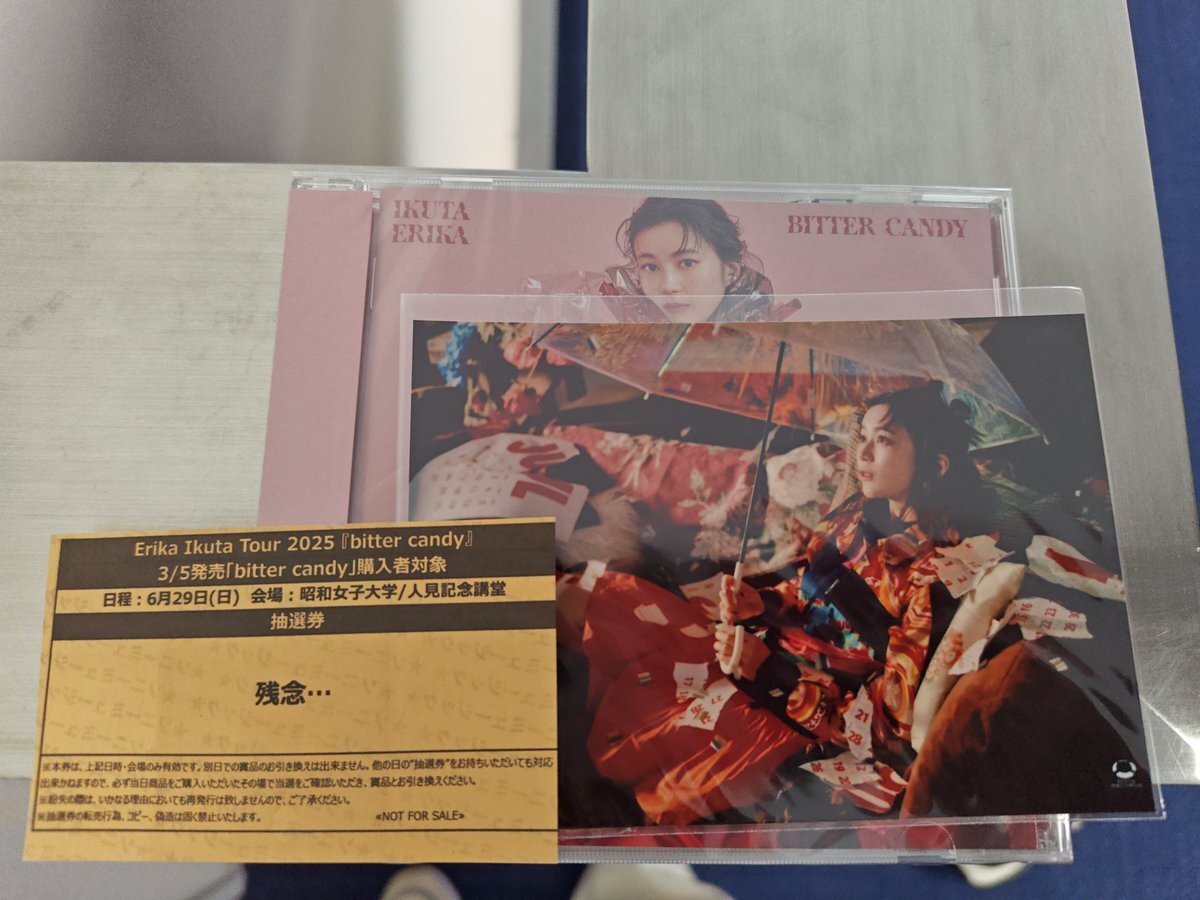 IKUTA
ERIKA
BITTER CANDY
Erika Ikuta Tour 2025『bitter candy』
3/5発売「bitter candy」購入者対象
日程：6月29日(日) 会場：昭和女子大学/人見記念講堂
抽選券
残念…
※本券は、上記日時・会場のみ有効です。別日での賞品のお引き換えは出来ません。他の日の"抽選券"をお持ちいただいても対応
出来かねますので、必ず当日商品をご購入いただいたその場で当選をご確認いただき、賞品とお引き換えください。
※紛失の際は、いかなる理由においても再発行は致しませんので、ご了承ください。
※抽選券の転売行為、コピー、偽造は固く禁止いたします。 «NOT FOR SALE»
21
28